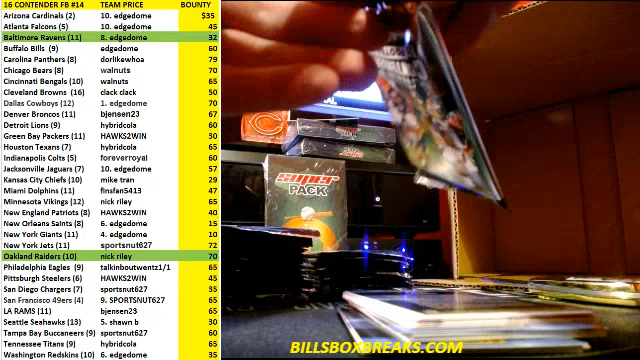 16 CONTENDER FB #14 TEAM PRICE BOUNTY
Arizona Cardinals (2) 10. edgedome $35
Atlanta Falcons (5) 10. edgedome 45
Baltimore Ravens (11) 8. edgedome 32
Buffalo Bills (9) edgedome 60
Carolina Panthers (8) dorlikewhoa 79
Chicago Bears (8) walnuts 70
Cincinnati Bengals (10) walnuts 65
Cleveland Browns (16) clack clack 50
Dallas Cowboys (12) 1. edgedome 70
Denver Broncos (11) bjensen23 67
Detroit Lions (9) hybridcola 60
Green Bay Packers (11) HAWKS2WIN 30
Houston Texans (7) hybridcola 65
Indianapolis Colts (5) foreverroyal 60
Jacksonville Jaguars (7) 10. edgedome 57
Kansas City Chiefs (10) mike tran 29
Miami Dolphins (11) finsfan5413 47
Minnesota Vikings (12) nick riley 65
New England Patriots (8) HAWKS2WIN 40
New Orleans Saints (8) 6. edgedome 15
New York Giants (11) 4. edgedome 10
New York Jets (11) sportsnut627 72
Oakland Raiders (10) nick riley 70
Philadelphia Eagles (9) talkinboutwentz1/1 65
Pittsburgh Steelers (6) HAWKS2WIN 45
San Diego Chargers (7) sportsnut627 35
San Francisco 49ers (4) 9. SPORTSNUT627 65
LA RAMS (11) bjensen23 65
Seattle Seahawks (13) 5. shawn b 30
Tampa Bay Buccaneers (9) sportsnut627 60
Tennessee Titans (9) hybridcola 65
Washington Redskins (10) 6. edgedome 35
super
PACK
BILLSBOXBREAKS.COM